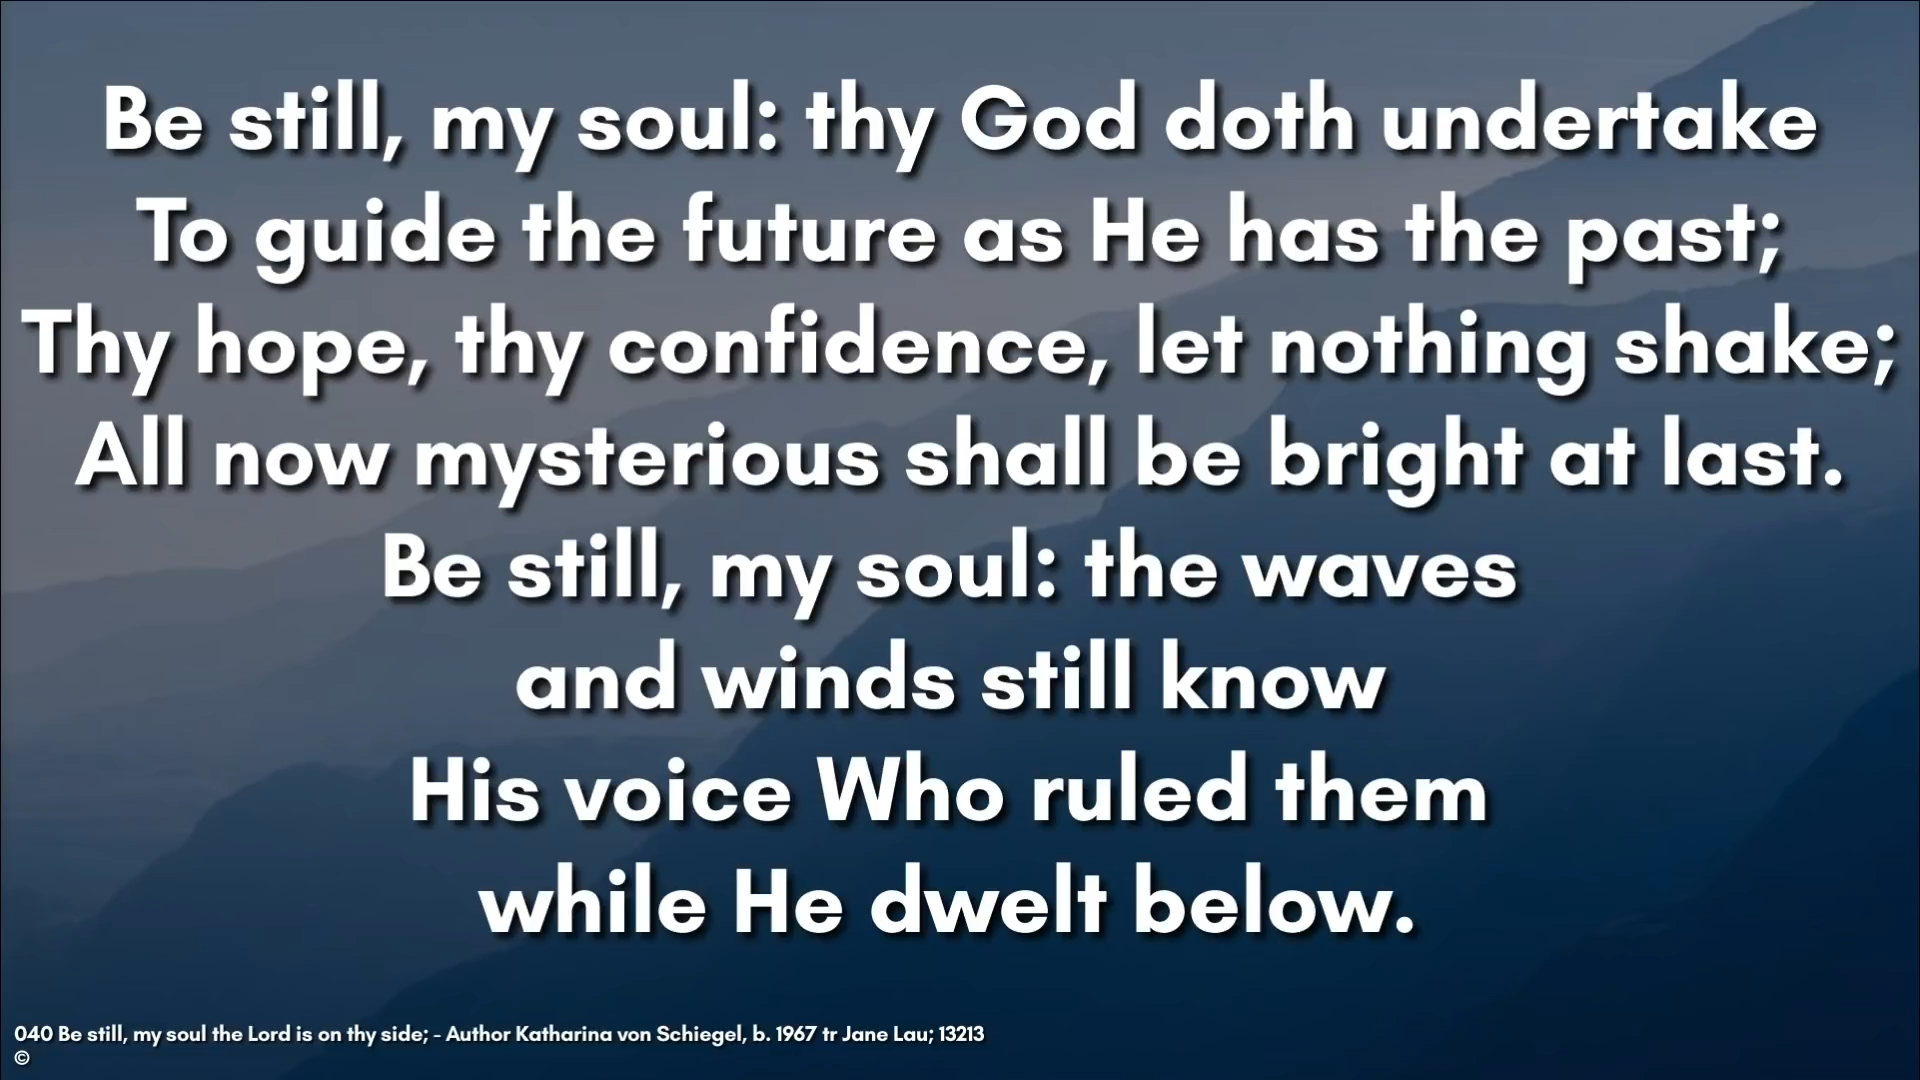 Be still, my soul: thy God doth undertake
To guide the future as He has the past;
Thy hope, thy confidence, let nothing shake;
All now mysterious shall be bright at last.
Be still, my soul: the waves
and winds still know
His voice Who ruled them
while He dwelt below.
040 Be still, my soul the Lord is on thy side; - Author Katharina von Schiegel, b. 1967 tr Jane Lau; 13213
©